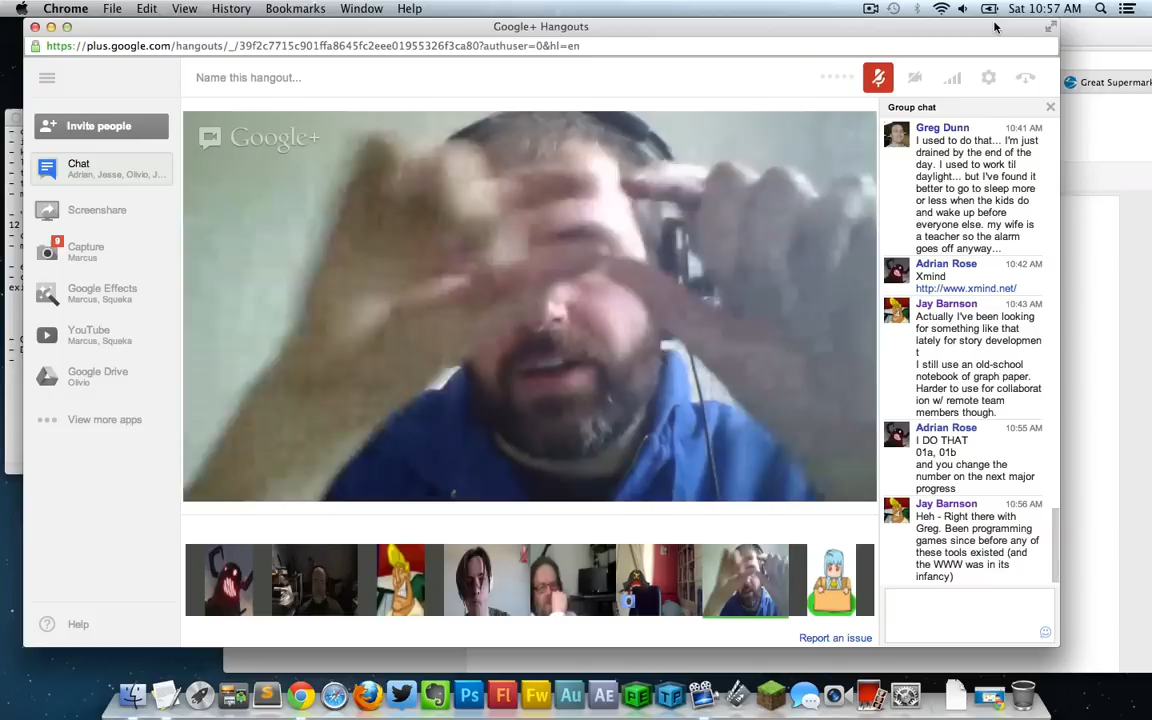 Chrome File Edit View History Bookmarks Window Help Sat 10:57 AM
Google+ Hangouts
https://plus.google.com/hangouts/_/39f2c7715c901ffa8645fc2eee01955326f3ca80?authuser=0&hl=en
Name this hangout...
Great Supermark
Invite people
Chat
Adrian, Jesse, Olivio, J...
Screenshare
9
Capture
Marcus
Google Effects
Marcus, Squeka
YouTube
Marcus, Squeka
Google Drive
Olivio
View more apps
Help
Google+
Group chat
Greg Dunn 10:41 AM
I used to do that... I'm just
drained by the end of the
day. I used to work til
daylight... but I've found it
better to go to sleep more
or less when the kids do
and wake up before
everyone else. my wife is
a teacher so the alarm
goes off anyway...
Adrian Rose 10:42 AM
Xmind
http://www.xmind.net/
Jay Barnson 10:43 AM
Actually I've been looking
for something like that
lately for story developmen
t
I still use an old-school
notebook of graph paper.
Harder to use for collaborat
ion w/ remote team
members though.
Adrian Rose 10:55 AM
I DO THAT
01a, 01b
and you change the
number on the next major
progress
Jay Barnson 10:56 AM
Heh - Right there with
Greg. Been programming
games since before any of
these tools existed (and
the WWW was in its
infancy)
Report an issue
Ps Fl Fw Au Ae